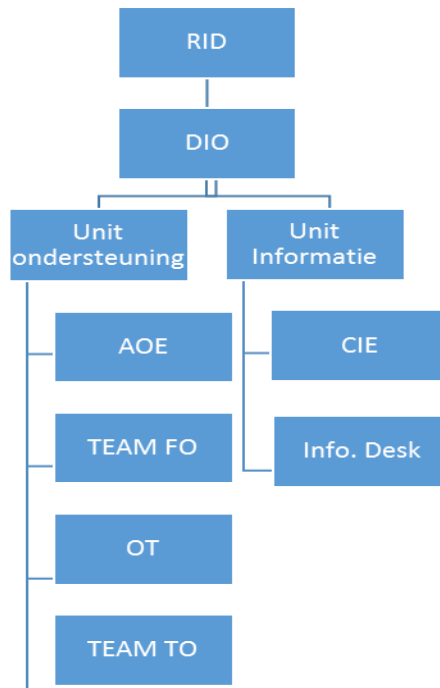 RID
DIO
Unit
ondersteuning
Unit
Informatie
AOE
TEAM FO
OT
TEAM TO
CIE
Info. Desk